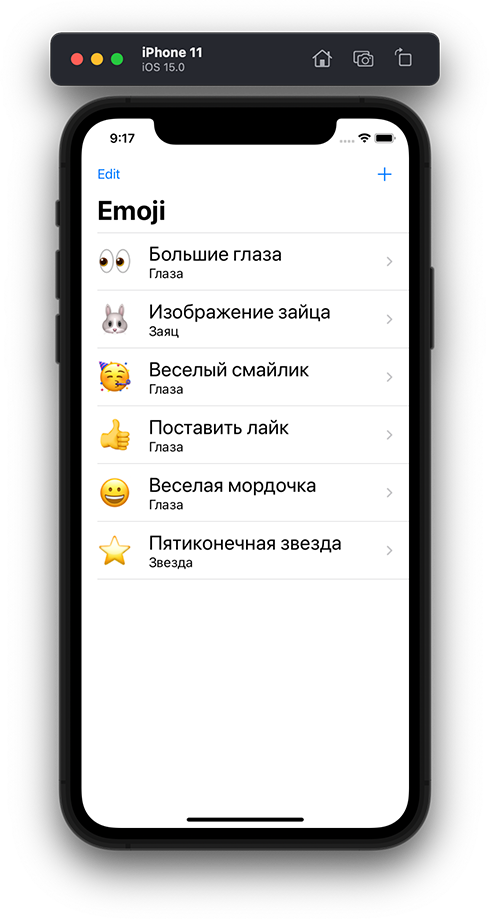 iPhone 11
iOS 15.0
9:17
Edit
Emoji
Большие глаза
Глаза
Изображение зайца
Заяц
Веселый смайлик
Глаза
Поставить лайк
Глаза
Веселая мордочка
Глаза
Пятиконечная звезда
Звезда